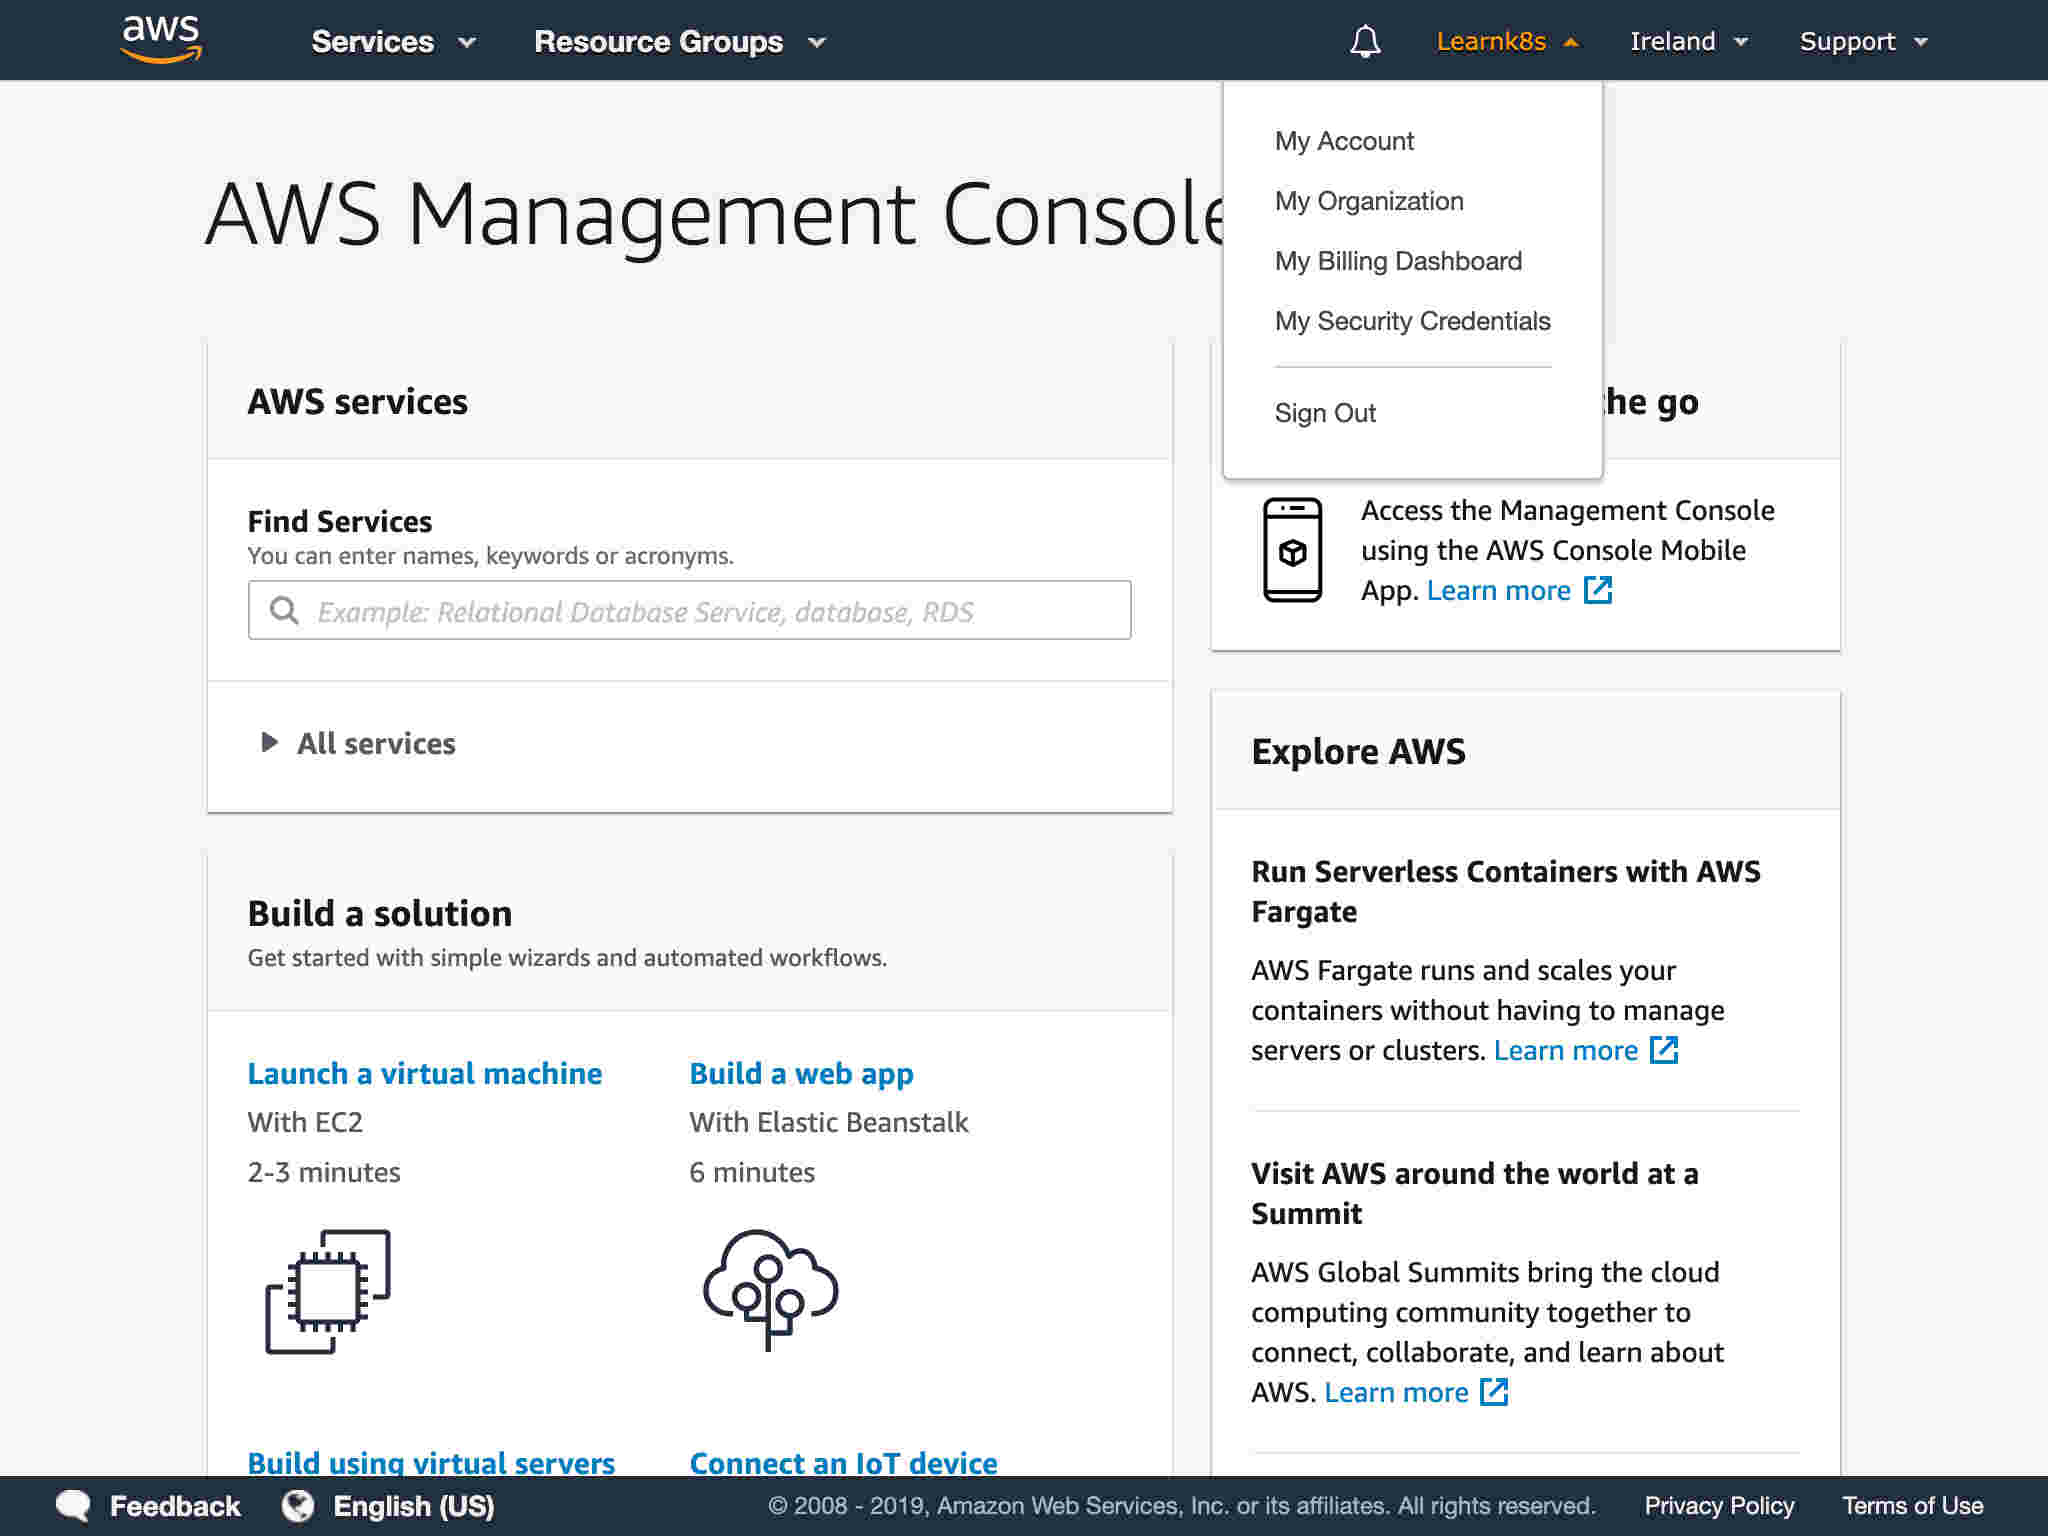 aws
Services
Resource Groups
Learnk8s
Ireland
Support
My Account
My Organization
My Billing Dashboard
My Security Credentials
Sign Out
AWS Management Console
AWS services
Find Services
You can enter names, keywords or acronyms.
Example: Relational Database Service, database, RDS
All services
Build a solution
Get started with simple wizards and automated workflows.
Launch a virtual machine
With EC2
2-3 minutes
Build a web app
With Elastic Beanstalk
6 minutes
Build using virtual servers
Connect an IoT device
the go
Access the Management Console
using the AWS Console Mobile
App. Learn more
Explore AWS
Run Serverless Containers with AWS
Fargate
AWS Fargate runs and scales your
containers without having to manage
servers or clusters. Learn more
Visit AWS around the world at a
Summit
AWS Global Summits bring the cloud
computing community together to
connect, collaborate, and learn about
AWS. Learn more
Feedback
English (US)
© 2008 - 2019, Amazon Web Services, Inc. or its affiliates. All rights reserved.
Privacy Policy
Terms of Use